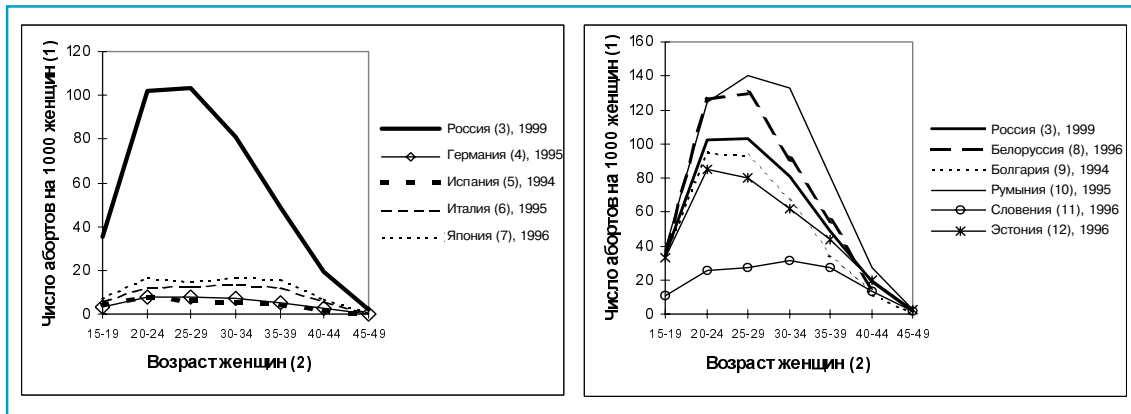 Число абортов на 1000 женщин (1)
120
100
80
60
40
20
0
15-19 20-24 25-29 30-34 35-39 40-44 45-49
Возраст женщин (2)
Россия (3), 1999
Германия (4), 1995
Испания (5), 1994
Италия (6), 1995
Япония (7), 1996
Число абортов на 1000 женщин (1)
160
140
120
100
80
60
40
20
0
15-19 20-24 25-29 30-34 35-39 40-44 45-49
Возраст женщин (2)
Россия (3), 1999
Белоруссия (8), 1996
Болгария (9), 1994
Румыния (10), 1995
Словения (11), 1996
Эстония (12), 1996